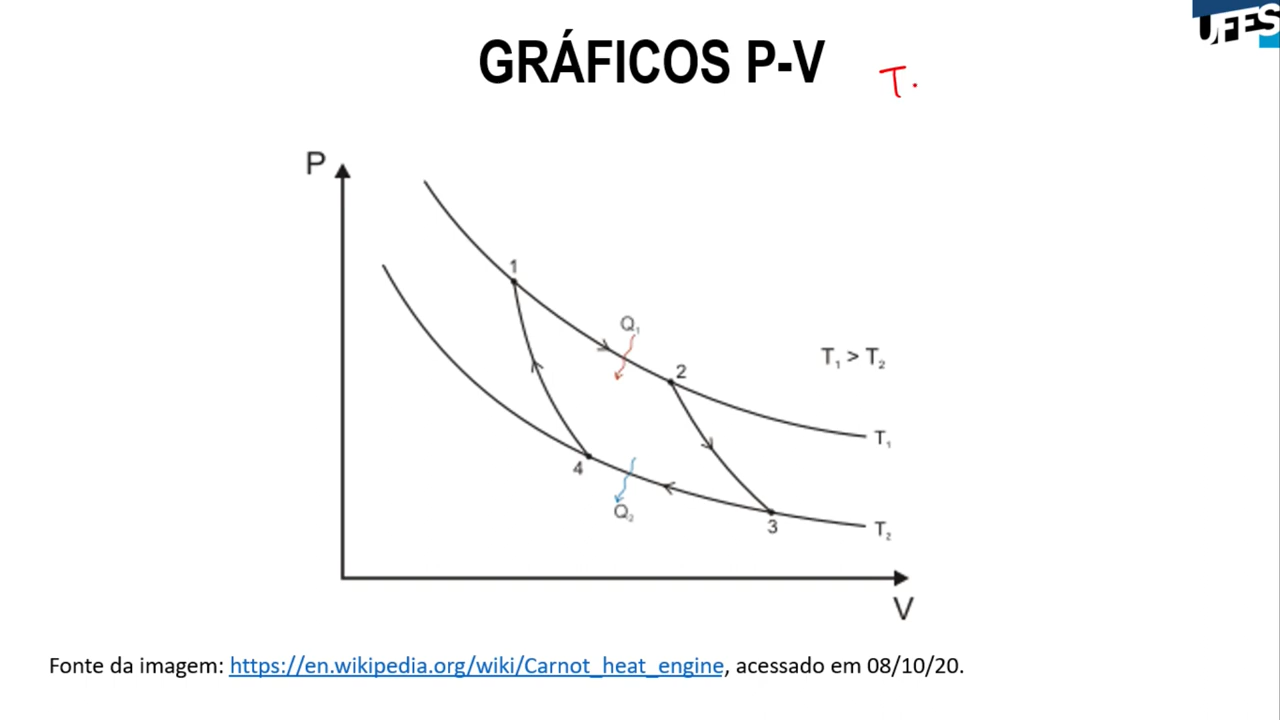 UFES
GRÁFICOS P-V
T.
P
1
Q₁
2
T₁ > T₂
T₁
4
Q₂
3
T₂
V
Fonte da imagem: https://en.wikipedia.org/wiki/Carnot_heat_engine, acessado em 08/10/20.